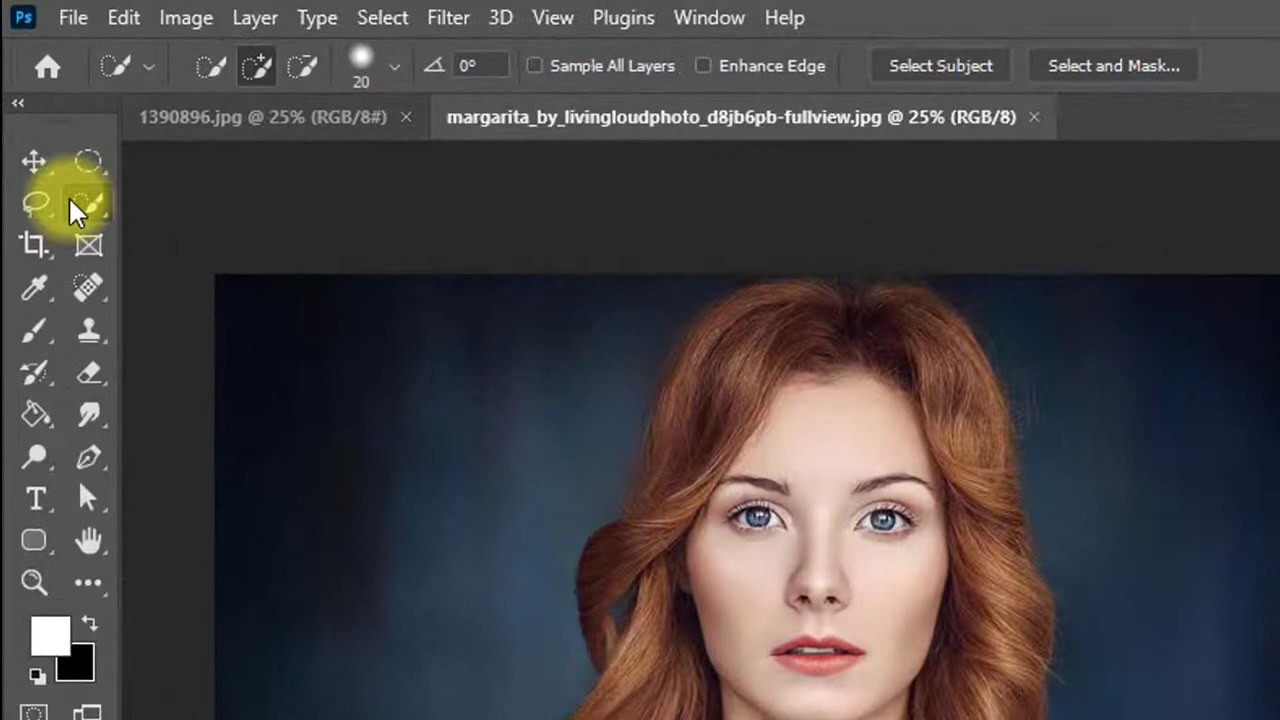 Ps File Edit Image Layer Type Select Filter 3D View Plugins Window Help
20 0° Sample All Layers Enhance Edge Select Subject Select and Mask...
1390896.jpg @ 25% (RGB/8#) × margarita_by_livingloudphoto_d8jb6pb-fullview.jpg @ 25% (RGB/8) ×